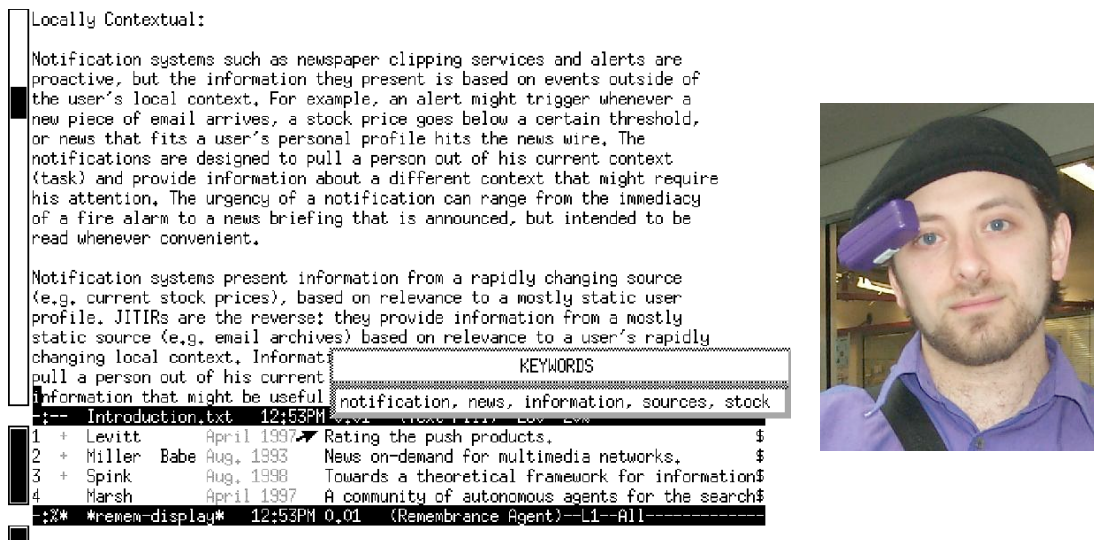 Locally Contextual:
Notification systems such as newspaper clipping services and alerts are
proactive, but the information they present is based on events outside of
the user's local context. For example, an alert might trigger whenever a
new piece of email arrives, a stock price goes below a certain threshold,
or news that fits a user's personal profile hits the news wire. The
notifications are designed to pull a person out of his current context
(task) and provide information about a different context that might require
his attention. The urgency of a notification can range from the immediacy
of a fire alarm to a news briefing that is announced, but intended to be
read whenever convenient.
Notification systems present information from a rapidly changing source
(e.g. current stock prices), based on relevance to a mostly static user
profile. JITIRs are the reverse: they provide information from a mostly
static source (e.g. email archives) based on relevance to a user's rapidly
changing local context. Informati
pull a person out of his current
information that might be useful
KEYWORDS
notification, news, information, sources, stock
-:-- Introduction.txt 12:53PM
1 + Levitt April 1997 Rating the push products. $
2 + Miller Babe Aug. 1993 News on-demand for multimedia networks. $
3 + Spink Aug. 1998 Towards a theoretical framework for information$
4 Marsh April 1997 A community of autonomous agents for the search$
-:%* *remem-display* 12:53PM 0.01 (Remembrance Agent)--L1--All-------------